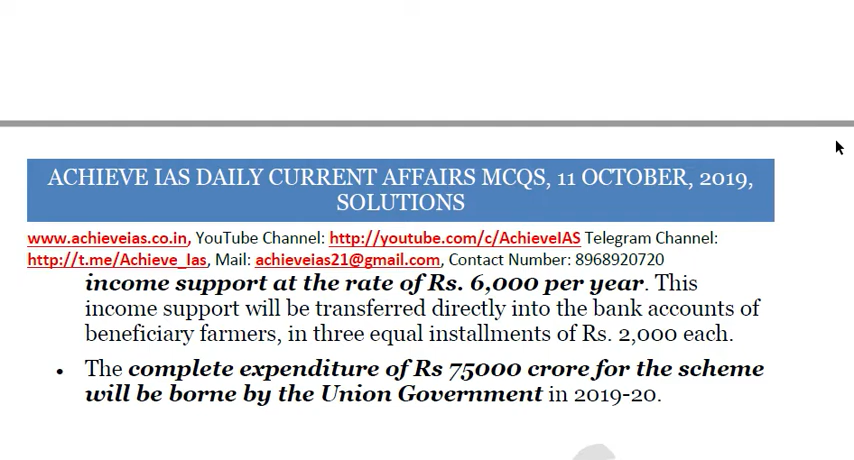 ACHIEVE IAS DAILY CURRENT AFFAIRS MCQS, 11 OCTOBER, 2019,
SOLUTIONS
www.achieveias.co.in, YouTube Channel: http://youtube.com/c/AchieveIAS Telegram Channel:
http://t.me/Achieve_Ias, Mail: achieveias21@gmail.com, Contact Number: 8968920720
income support at the rate of Rs. 6,000 per year. This
income support will be transferred directly into the bank accounts of
beneficiary farmers, in three equal installments of Rs. 2,000 each.
• The complete expenditure of Rs 75000 crore for the scheme
will be borne by the Union Government in 2019-20.